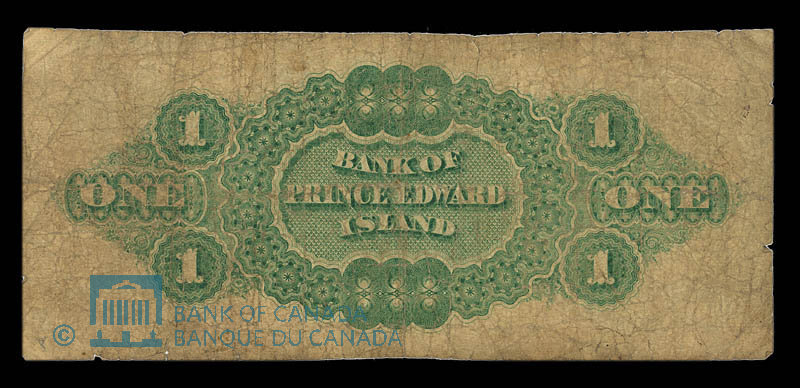 1 1
BANK OF
ONE PRINCE EDWARD ONE
ISLAND
1 1
© BANK OF CANADA
BANQUE DU CANADA